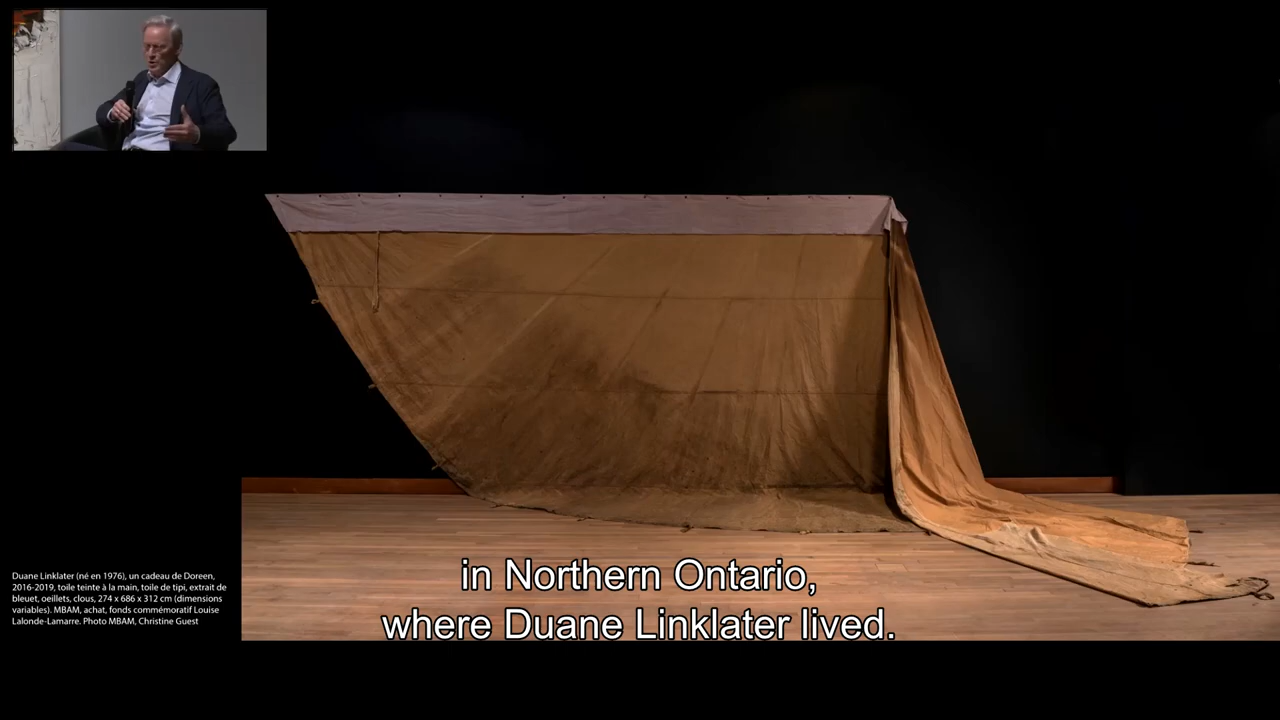 Duane Linklater (né en 1976), un cadeau de Doreen,
2016-2019, toile teinte à la main, toile de tipi, extrait de
bleuet, oeillets, clous, 274 x 686 x 312 cm (dimensions
variables). MBAM, achat, fonds commémoratif Louise
Lalonde-Lamarre. Photo MBAM, Christine Guest
in Northern Ontario,
where Duane Linklater lived.